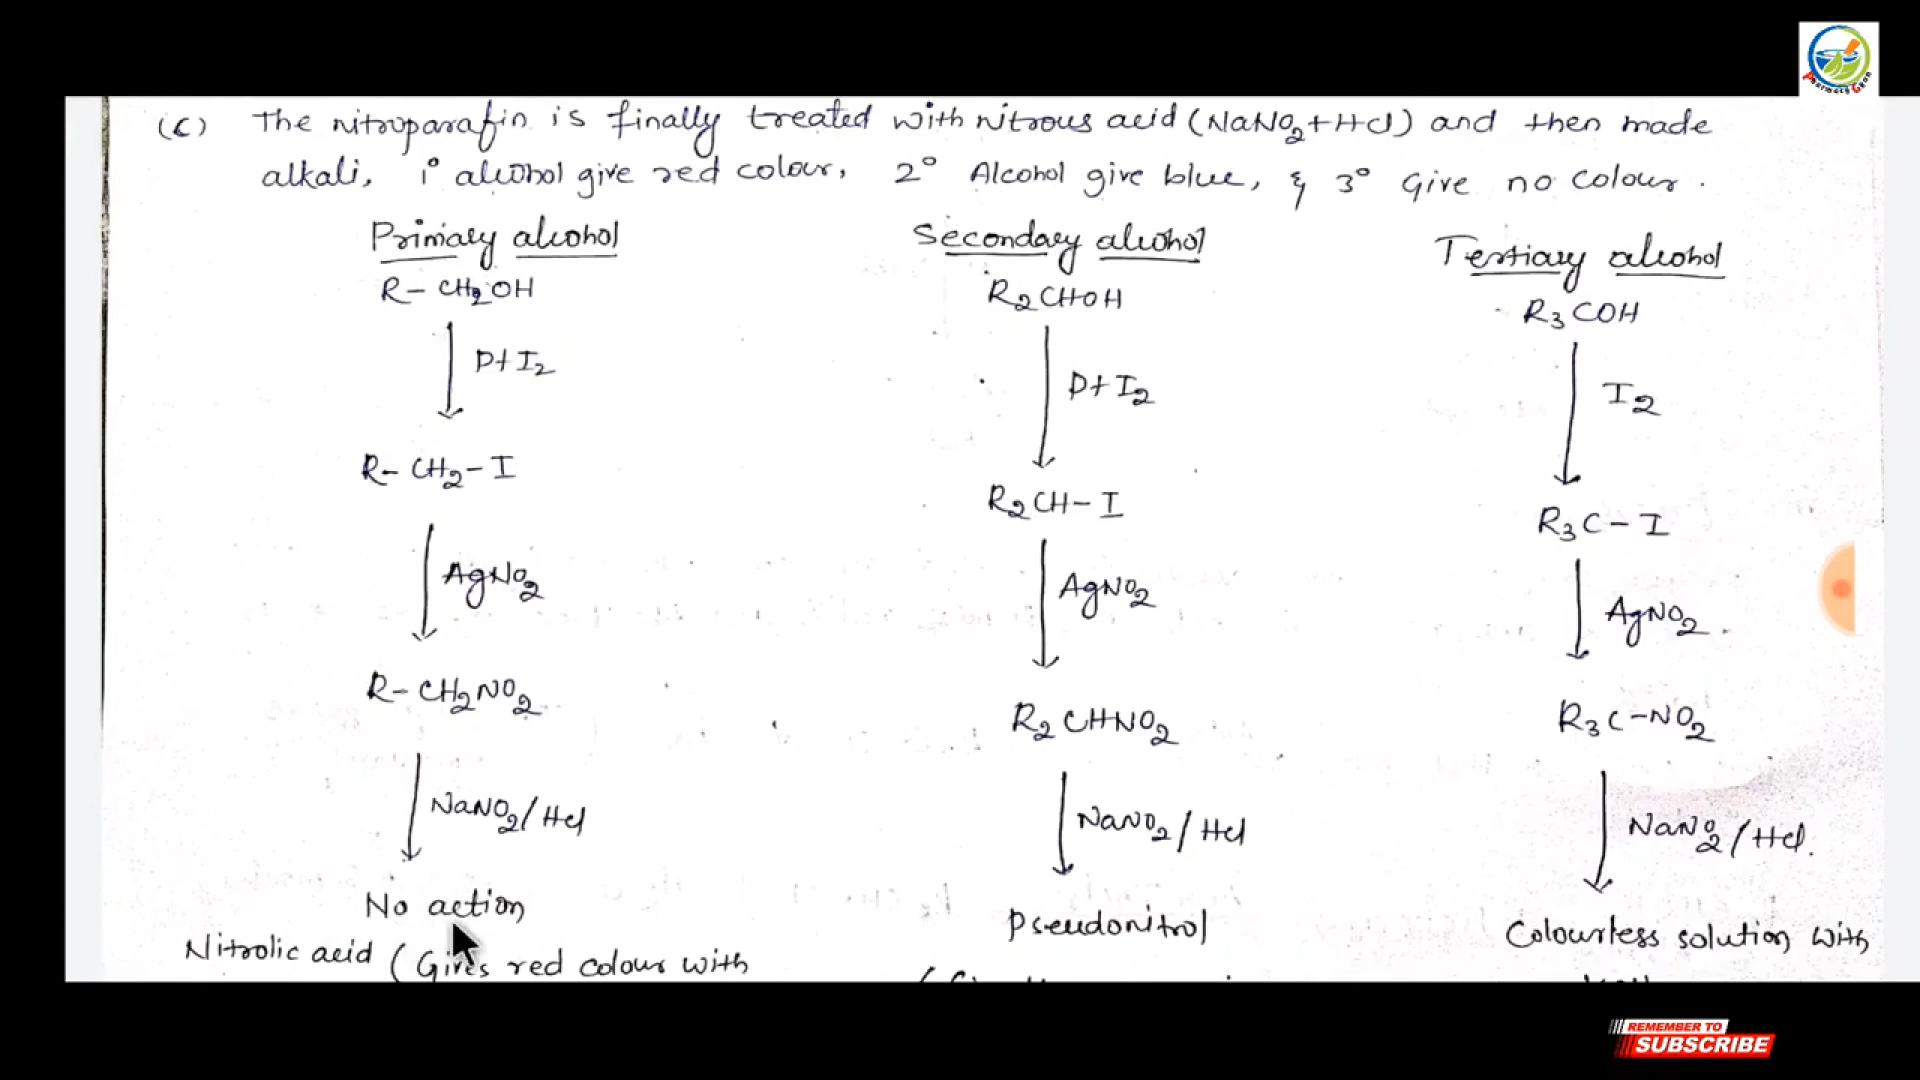 (c) The nitroparafin is finally treated with nitrous acid (NaNO2+HCl) and then made
alkali, 1° alcohol give red colour, 2° Alcohol give blue, & 3° Give no colour.
Primary alcohol
R-CH2OH
P+I2
R-CH2-I
AgNO2
R-CH2NO2
NaNO2/HCl
No action
Nitrolic acid (Gives red colour with
Secondary alcohol
R2CHOH
P+I2
R2CH-I
AgNO2
R2CHNO2
NaNO2/HCl
Pseudonitrol
Tertiary alcohol
R3COH
I2
R3C-I
AgNO2.
R3C-NO2
NaNO2/HCl.
Colourless solution with
Pharmacy Gyan
REMEMBER TO
SUBSCRIBE